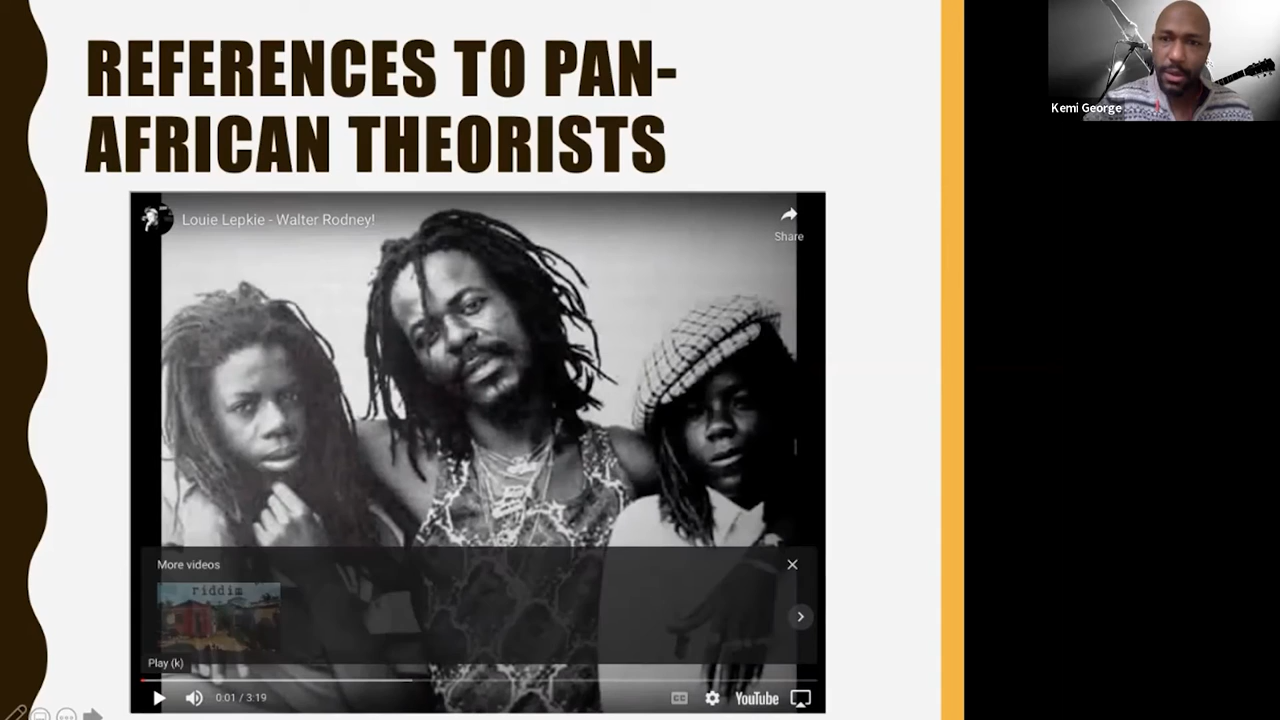 REFERENCES TO PAN-
AFRICAN THEORISTS
Louie Lepkie - Walter Rodney!
Share
Kemi George
More videos
riddim
Play (k)
0:01 / 3:19
CC
YouTube